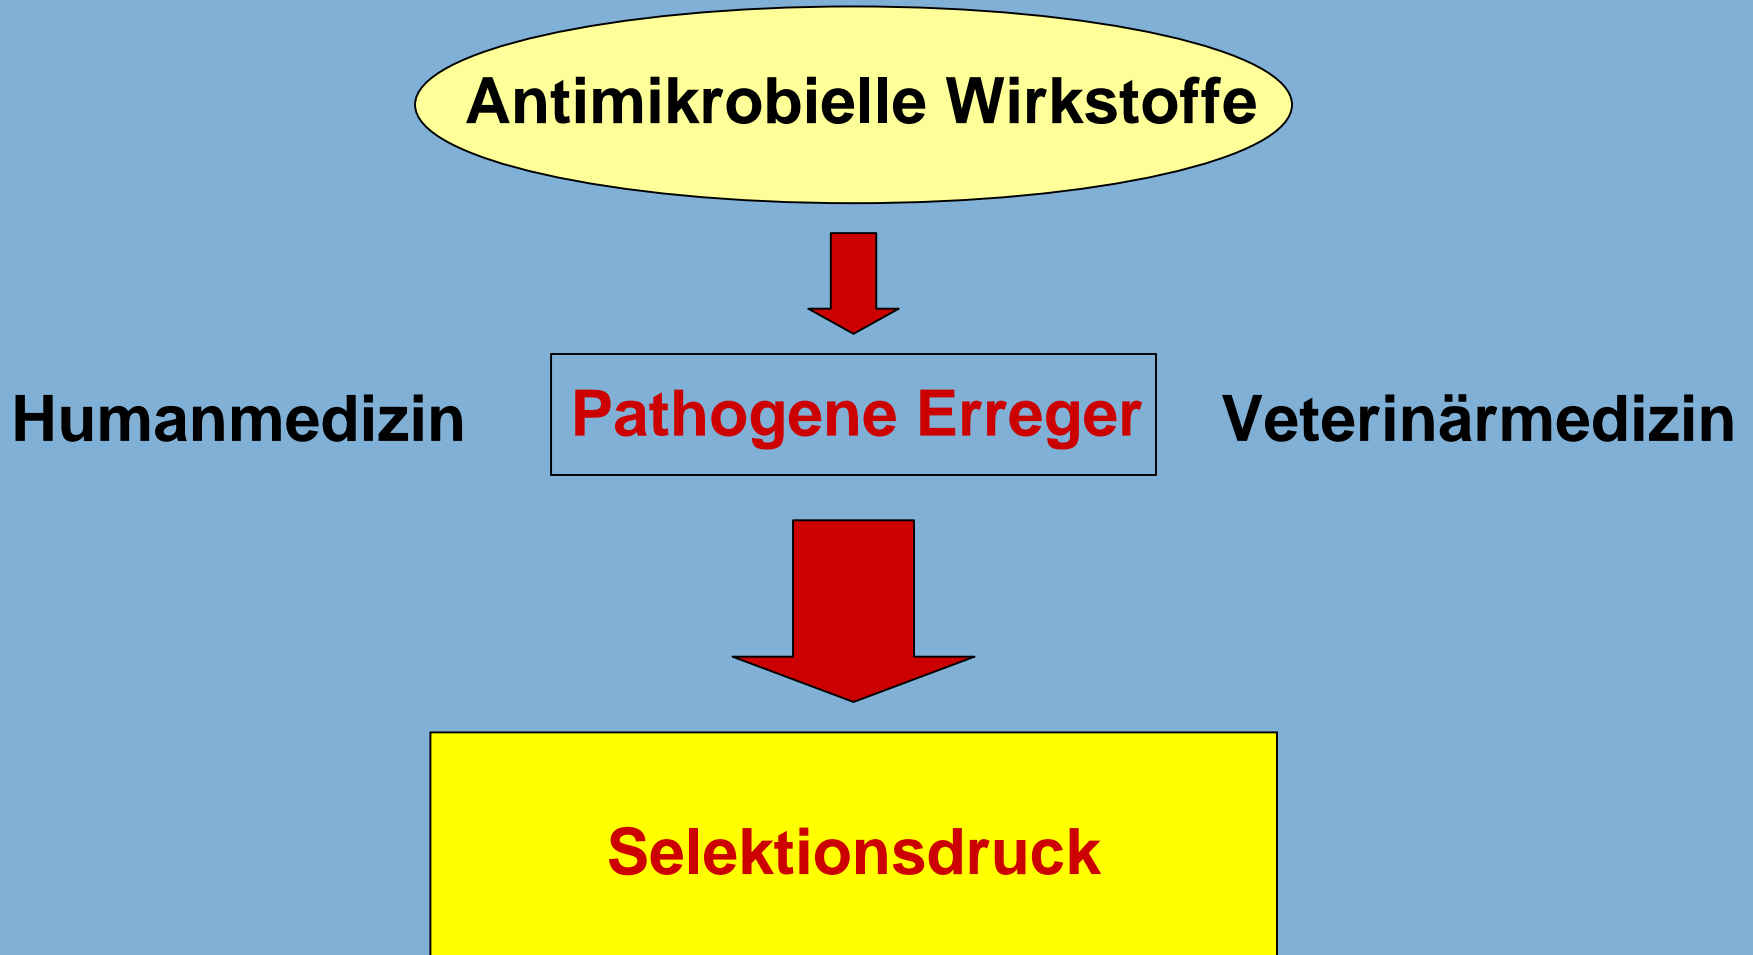 Antimikrobielle Wirkstoffe
Humanmedizin
Pathogene Erreger
Veterinärmedizin
Selektionsdruck